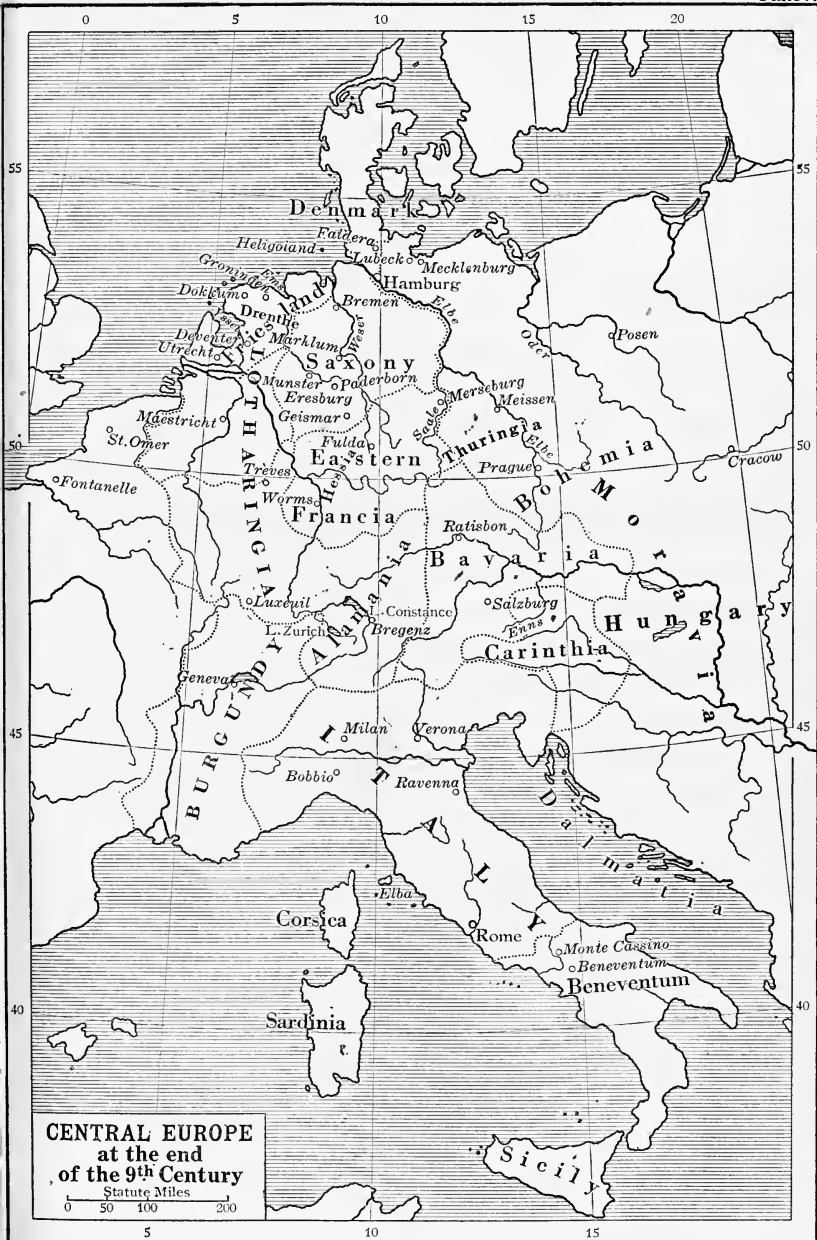 0 5 10 15 20
55 55
Denmark
Faldera
Heligoland
Lubeck
Mecklenburg
Groningen
Ems
Hamburg
Dokkum
Friesland
Bremen
Elbe
Drenthe
Yssel
Weser
Oder
Posen
Deventer
Marklum
Utrecht
Saxony
LOTHARINGIA
Munster
Paderborn
Merseburg
Eresburg
Meissen
Maestricht
Geismar
Saale
Thuringia
St. Omer
Fulda
Elbe
50 50
Eastern
Hessia
Treves
Prague
Bohemia
Cracow
Fontanelle
Worms
Francia
Moravia
Ratisbon
Bavaria
Luxeuil
Alamania
L. Constance
Salzburg
Hungary
L. Zurich
Bregenz
Enns
Carinthia
Geneva
BURGUNDY
45 45
Milan
Verona
ITALY
Bobbio
Ravenna
Dalmatia
Elba
Corsica
Rome
Monte Cassino
Beneventum
Beneventum
40 40
Sardinia
Sicily
CENTRAL EUROPE
at the end
of the 9th Century
Statute Miles
0 50 100 200
5 10 15